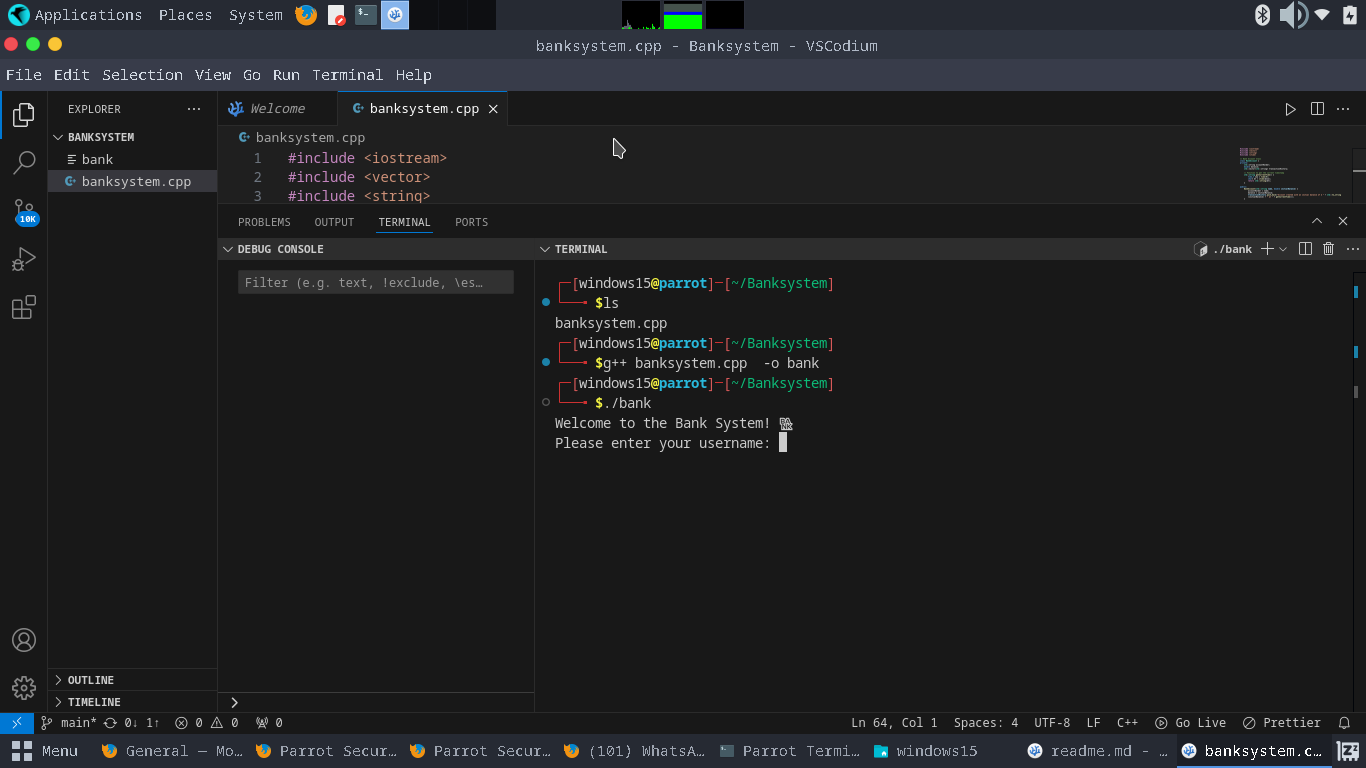 Applications Places System
banksystem.cpp - Banksystem - VSCodium
File Edit Selection View Go Run Terminal Help
EXPLORER
BANKSYSTEM
bank
banksystem.cpp
OUTLINE
TIMELINE
Welcome
banksystem.cpp
banksystem.cpp
1 #include <iostream>
2 #include <vector>
3 #include <string>
PROBLEMS OUTPUT TERMINAL PORTS
DEBUG CONSOLE
Filter (e.g. text, !exclude, \es…
TERMINAL
./bank
┌─[windows15@parrot]─[~/Banksystem]
└──╼ $ls
banksystem.cpp
┌─[windows15@parrot]─[~/Banksystem]
└──╼ $g++ banksystem.cpp  -o bank
┌─[windows15@parrot]─[~/Banksystem]
└──╼ $./bank
Welcome to the Bank System!
Please enter your username:
main* 0↓ 1↑ 0 0 0
Ln 64, Col 1 Spaces: 4 UTF-8 LF C++ Go Live Prettier
10K
Menu General — Mo... Parrot Secur... Parrot Secur... (101) WhatsA... Parrot Termi... windows15 readme.md - ... banksystem.c...